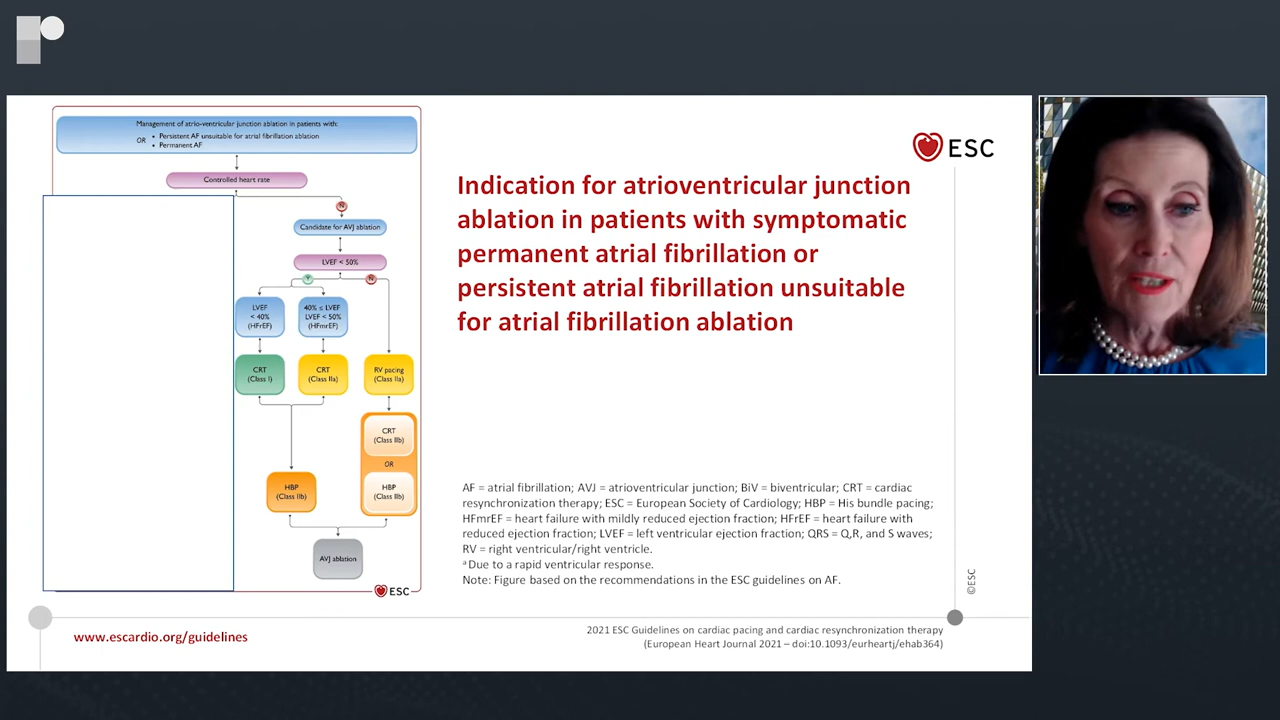 Management of atrio-ventricular junction ablation in patients with:
OR
• Persistent AF unsuitable for atrial fibrillation ablation
• Permanent AF
Controlled heart rate
N
Candidate for AVJ ablation
LVEF < 50%
Y
N
LVEF
< 40%
(HFrEF)
40% ≤ LVEF
LVEF < 50%
(HFmrEF)
CRT
(Class I)
CRT
(Class IIa)
RV pacing
(Class IIa)
CRT
(Class IIb)
OR
HBP
(Class IIb)
HBP
(Class IIb)
AVJ ablation
ESC
ESC
Indication for atrioventricular junction
ablation in patients with symptomatic
permanent atrial fibrillation or
persistent atrial fibrillation unsuitable
for atrial fibrillation ablation
AF = atrial fibrillation; AVJ = atrioventricular junction; BiV = biventricular; CRT = cardiac
resynchronization therapy; ESC = European Society of Cardiology; HBP = His bundle pacing;
HFmrEF = heart failure with mildly reduced ejection fraction; HFrEF = heart failure with
reduced ejection fraction; LVEF = left ventricular ejection fraction; QRS = Q,R, and S waves;
RV = right ventricular/right ventricle.
a Due to a rapid ventricular response.
Note: Figure based on the recommendations in the ESC guidelines on AF.
©ESC
www.escardio.org/guidelines
2021 ESC Guidelines on cardiac pacing and cardiac resynchronization therapy
(European Heart Journal 2021 – doi:10.1093/eurheartj/ehab364)